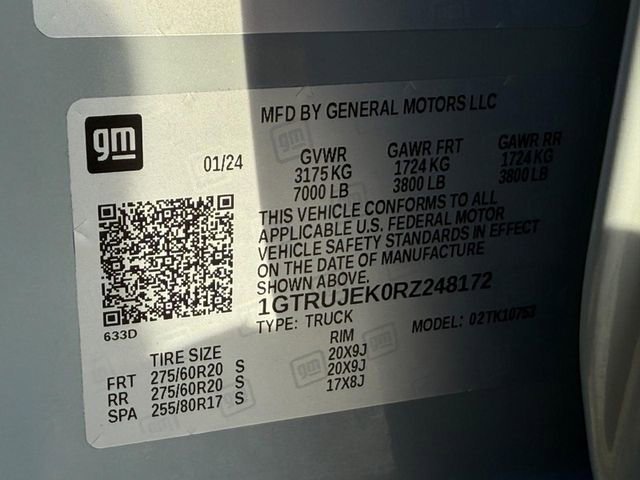 gm
MFD BY GENERAL MOTORS LLC
01/24
GVWR GAWR FRT GAWR RR
3175 KG 1724 KG 1724 KG
7000 LB 3800 LB 3800 LB
THIS VEHICLE CONFORMS TO ALL
APPLICABLE U.S. FEDERAL MOTOR
VEHICLE SAFETY STANDARDS IN EFFECT
ON THE DATE OF MANUFACTURE
SHOWN ABOVE.
1GTRUJEK0RZ248172
633D
TYPE: TRUCK MODEL: 02TK10753
TIRE SIZE RIM
FRT 275/60R20 S 20X9J
RR 275/60R20 S 20X9J
SPA 255/80R17 S 17X8J